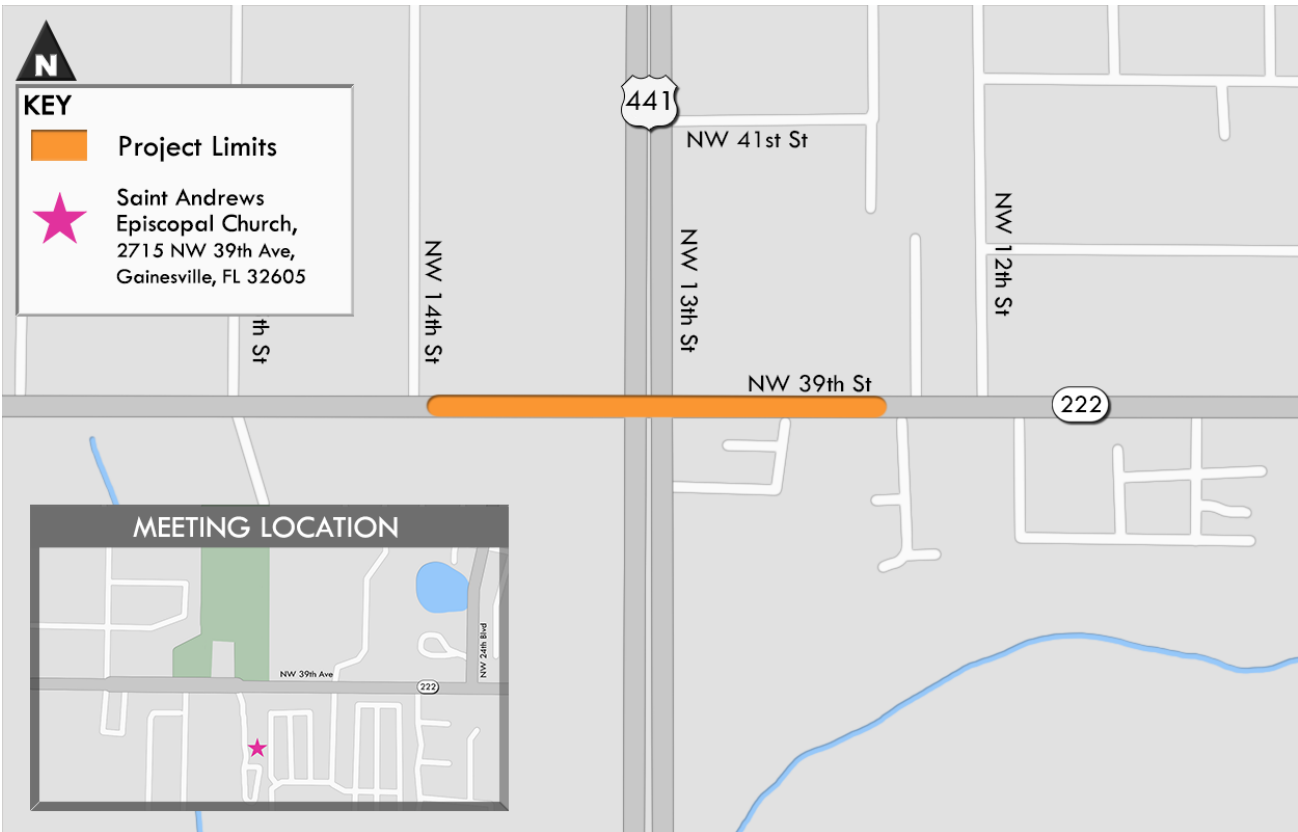 N
KEY
Project Limits
Saint Andrews
Episcopal Church,
2715 NW 39th Ave,
Gainesville, FL 32605
441
NW 41st St
NW 14th St
NW 13th St
NW 12th St
th St
NW 39th St
222
MEETING LOCATION
NW 24th Blvd
NW 39th Ave
222